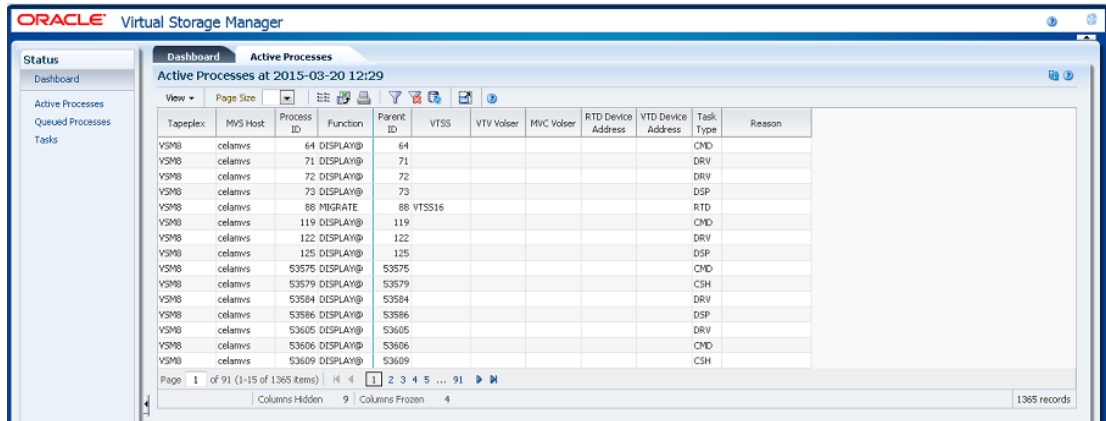 ORACLE Virtual Storage Manager
Status
Dashboard
Active Processes
Queued Processes
Tasks
Dashboard Active Processes
Active Processes at 2015-03-20 12:29
View Page Size
Tapeplex MVS Host Process ID Function Parent ID VTSS VTV Volser MVC Volser RTD Device Address VTD Device Address Task Type Reason
VSM8 celamvs 64 DISPLAY@ 64 CMD
VSM8 celamvs 71 DISPLAY@ 71 DRV
VSM8 celamvs 72 DISPLAY@ 72 DRV
VSM8 celamvs 73 DISPLAY@ 73 DSP
VSM8 celamvs 88 MIGRATE 88 VTSS16 RTD
VSM8 celamvs 119 DISPLAY@ 119 CMD
VSM8 celamvs 122 DISPLAY@ 122 DRV
VSM8 celamvs 125 DISPLAY@ 125 DSP
VSM8 celamvs 53575 DISPLAY@ 53575 CMD
VSM8 celamvs 53579 DISPLAY@ 53579 CSH
VSM8 celamvs 53584 DISPLAY@ 53584 DRV
VSM8 celamvs 53586 DISPLAY@ 53586 DSP
VSM8 celamvs 53605 DISPLAY@ 53605 DRV
VSM8 celamvs 53606 DISPLAY@ 53606 CMD
VSM8 celamvs 53609 DISPLAY@ 53609 CSH
Page 1 of 91 (1-15 of 1365 items) 1 2 3 4 5 ... 91
Columns Hidden 9 Columns Frozen 4 1365 records